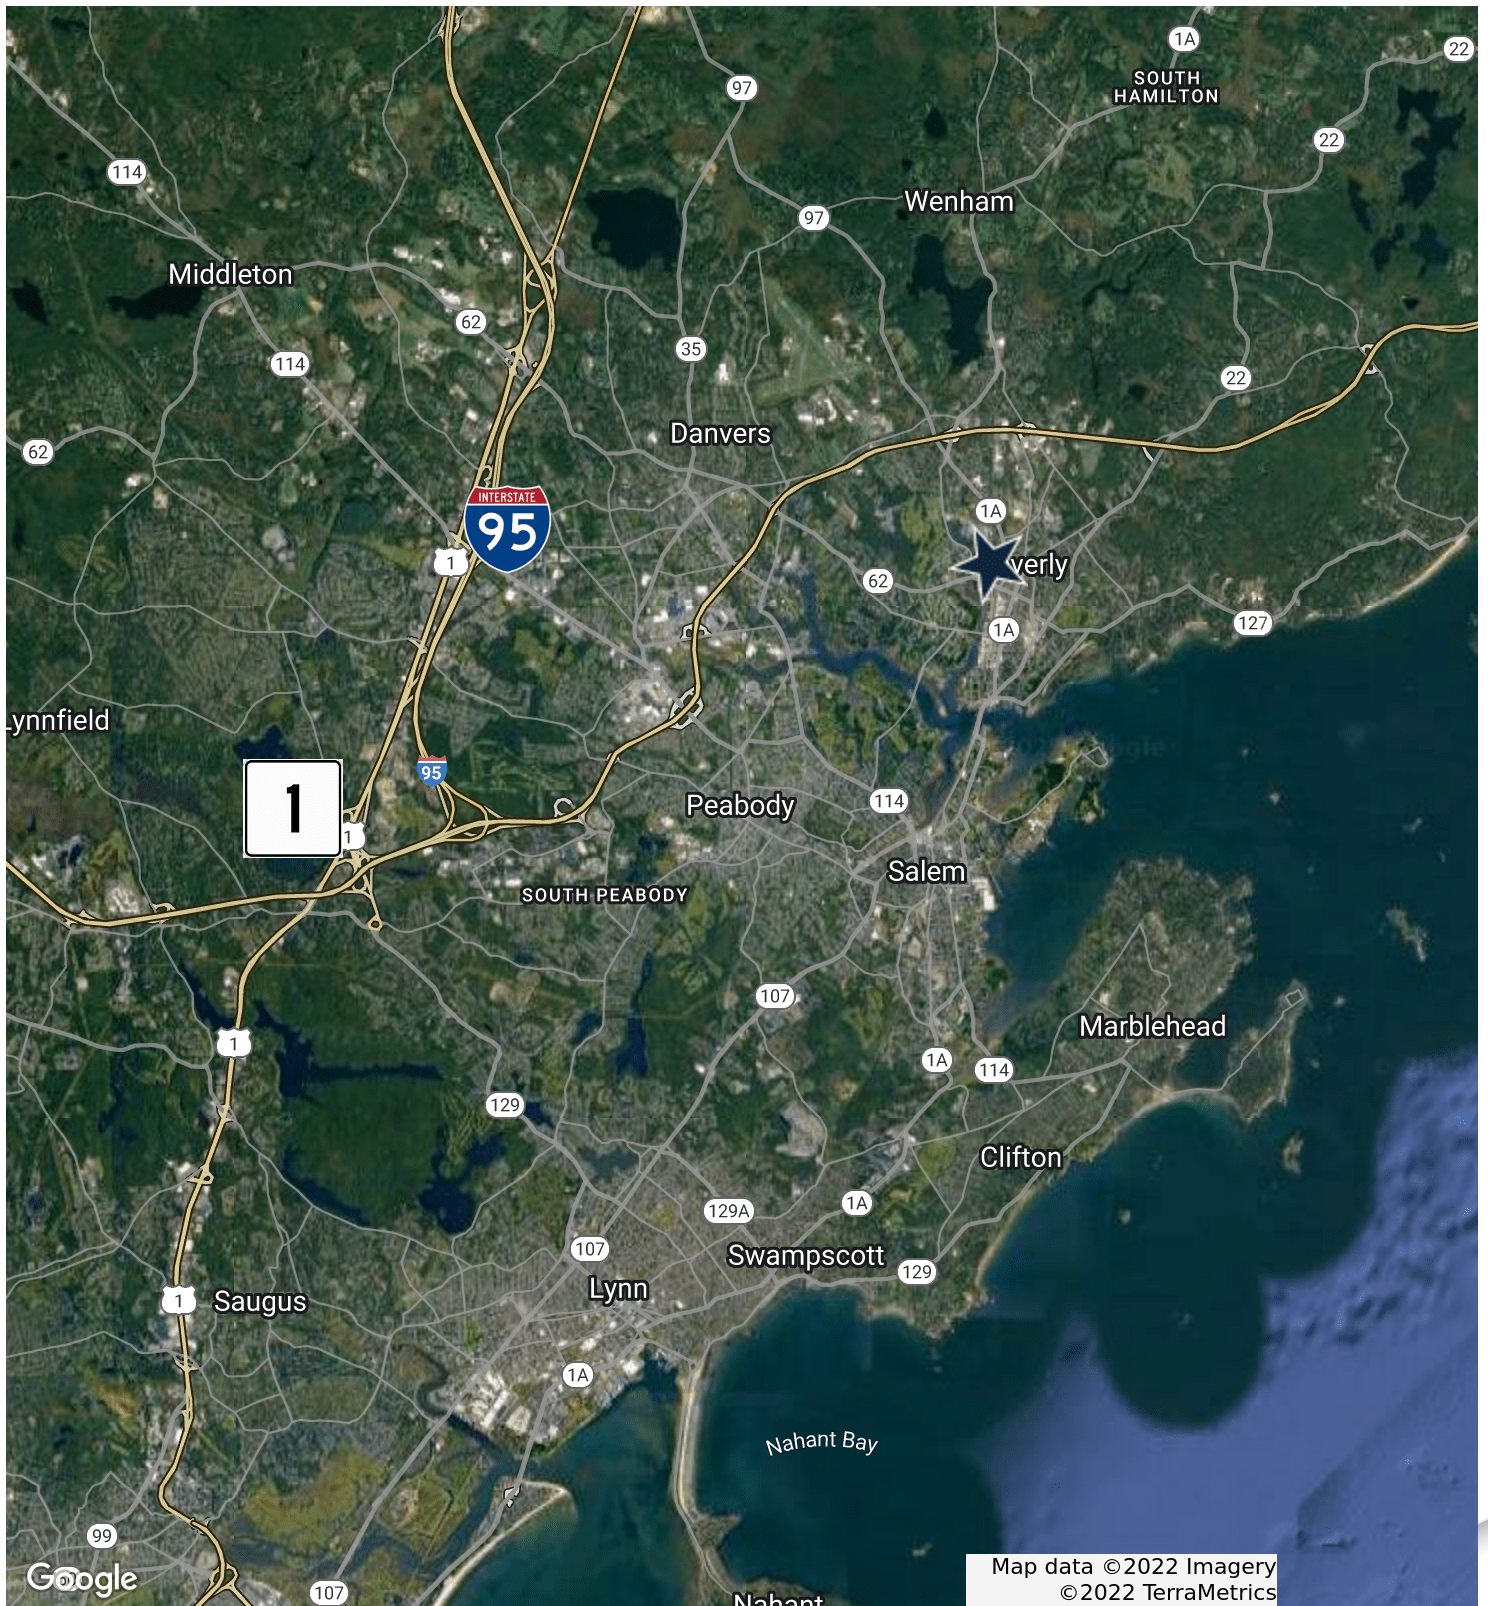 1A
22
SOUTH
HAMILTON
97
22
114
Wenham
97
Middleton
62
35
114
22
Danvers
62
INTERSTATE
95
1A
1
verly
62
127
1A
Lynnfield
95
1
1
114
Peabody
Salem
SOUTH PEABODY
107
Marblehead
1
1A
114
129
Clifton
129A
1A
107
Swampscott
129
Lynn
1
Saugus
1A
Nahant Bay
99
Google
107
Nahant
Map data ©2022 Imagery
©2022 TerraMetrics